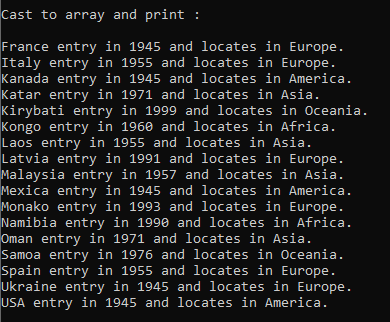 Cast to array and print :
France entry in 1945 and locates in Europe.
Italy entry in 1955 and locates in Europe.
Kanada entry in 1945 and locates in America.
Katar entry in 1971 and locates in Asia.
Kirybati entry in 1999 and locates in Oceania.
Kongo entry in 1960 and locates in Africa.
Laos entry in 1955 and locates in Asia.
Latvia entry in 1991 and locates in Europe.
Malaysia entry in 1957 and locates in Asia.
Mexica entry in 1945 and locates in America.
Monako entry in 1993 and locates in Europe.
Namibia entry in 1990 and locates in Africa.
Oman entry in 1971 and locates in Asia.
Samoa entry in 1976 and locates in Oceania.
Spain entry in 1955 and locates in Europe.
Ukraine entry in 1945 and locates in Europe.
USA entry in 1945 and locates in America.